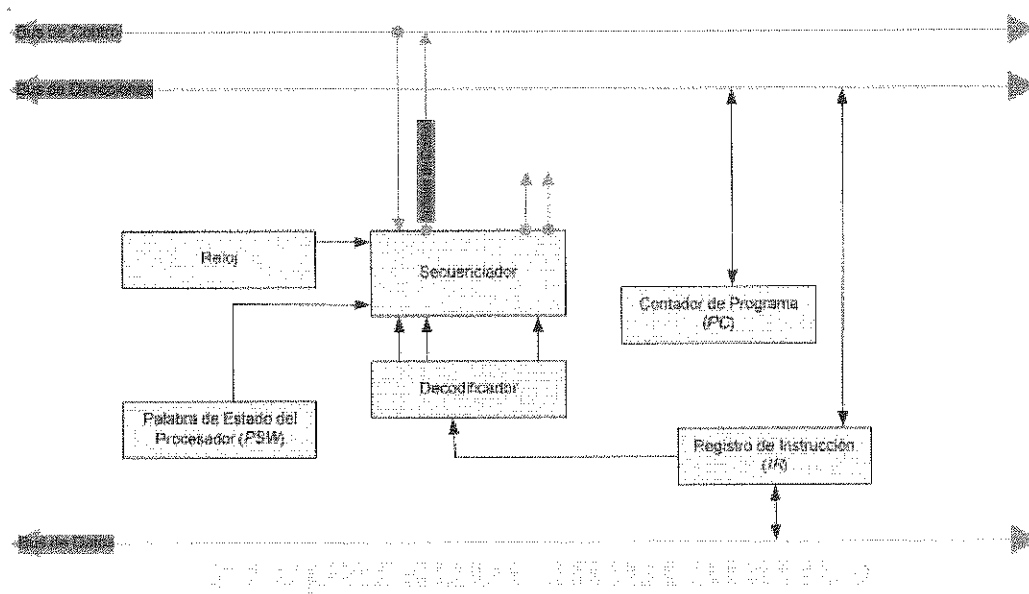 Bus de Control
Bus de Direcciones
Reloj
Secuenciador
Contador de Programa
(PC)
Decodificador
Palabra de Estado del
Procesador (PSW)
Registro de Instrucción
(IR)
Bus de Datos